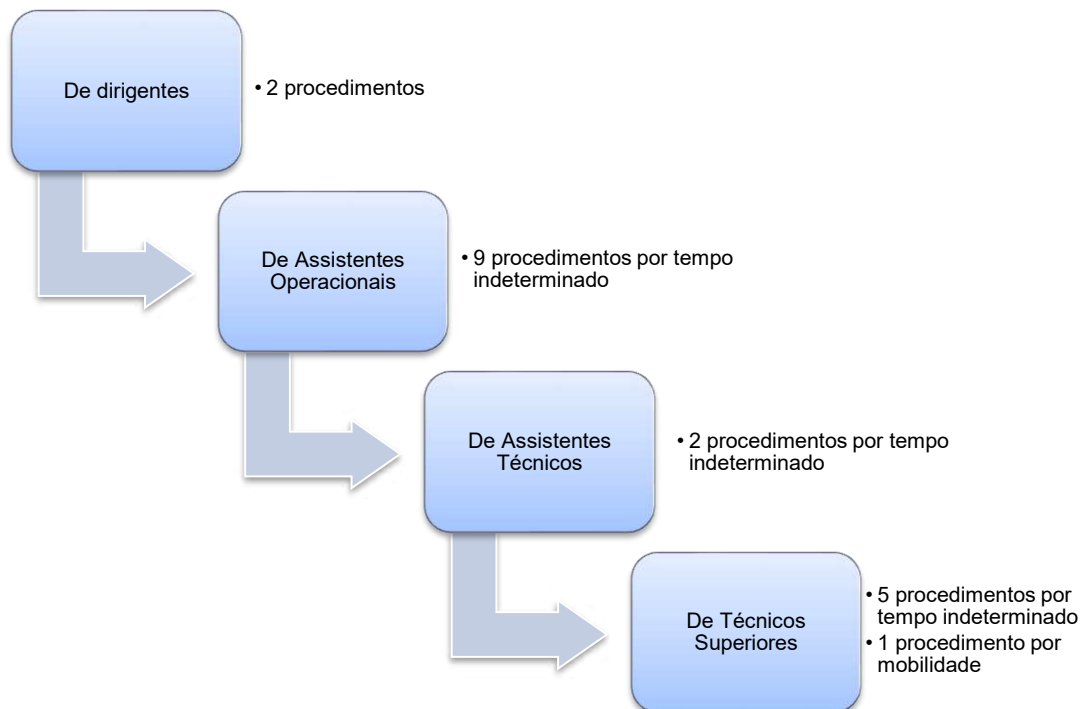 De dirigentes
• 2 procedimentos
De Assistentes
Operacionais
• 9 procedimentos por tempo
indeterminado
De Assistentes
Técnicos
• 2 procedimentos por tempo
indeterminado
De Técnicos
Superiores
• 5 procedimentos por
tempo indeterminado
• 1 procedimento por
mobilidade